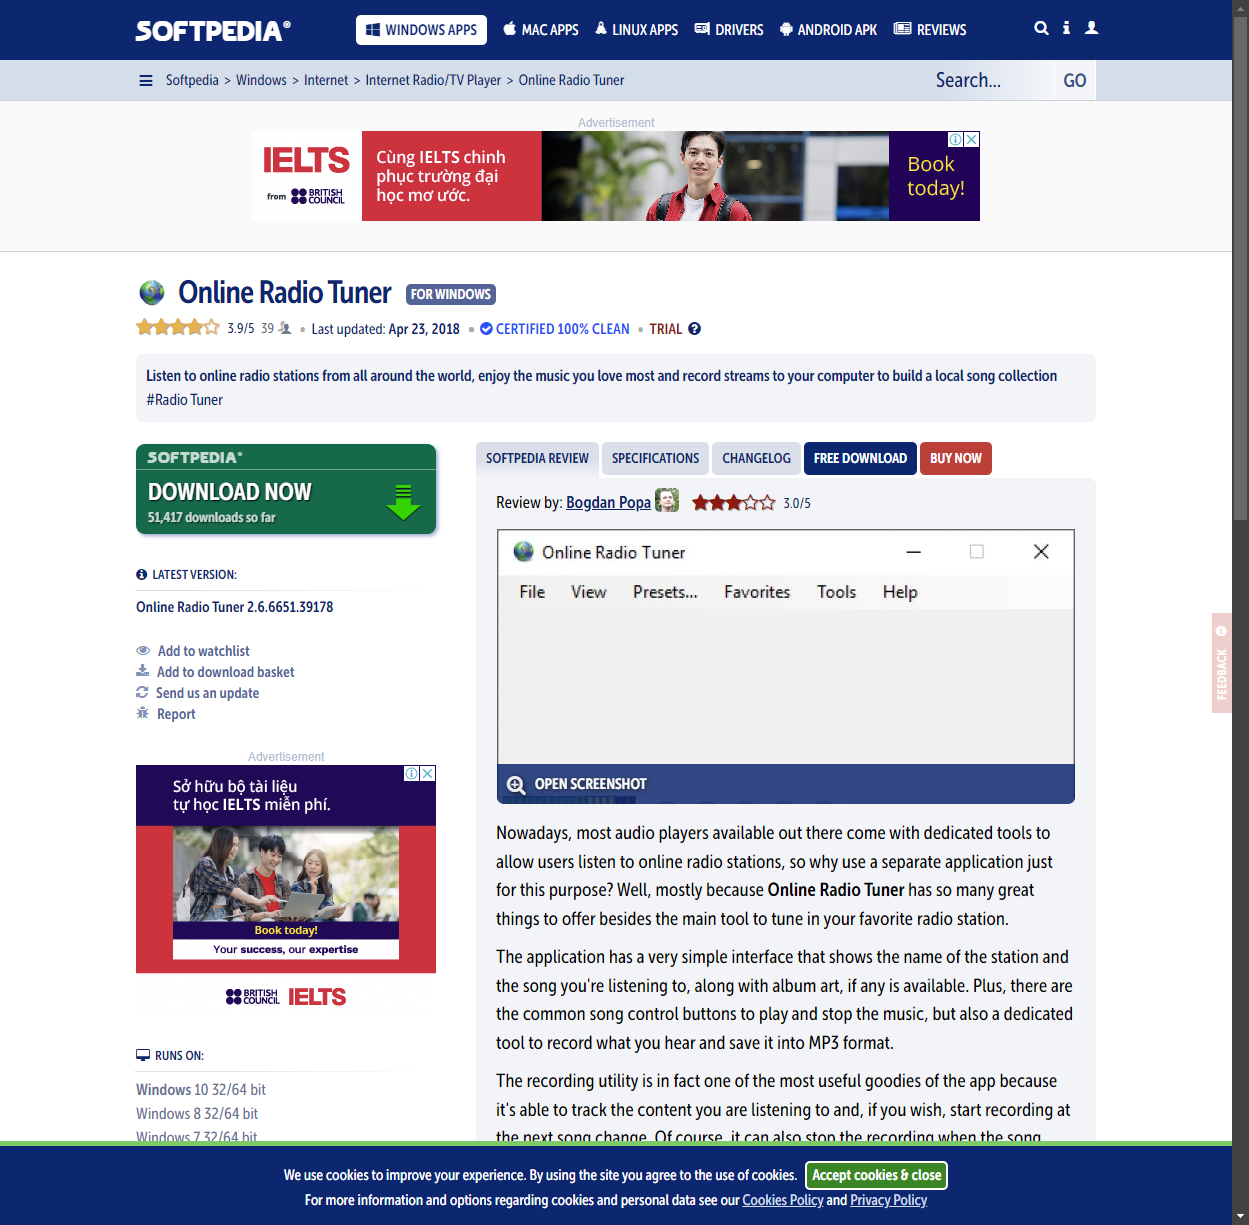 SOFTPEDIA®
WINDOWS APPS
MAC APPS
LINUX APPS
DRIVERS
ANDROID APK
REVIEWS
Softpedia > Windows > Internet > Internet Radio/TV Player > Online Radio Tuner
Search...
GO
Advertisement
IELTS
from BRITISH COUNCIL
Cùng IELTS chinh
phục trường đại
học mơ ước.
Book
today!
Online Radio Tuner
FOR WINDOWS
3.9/5 39 • Last updated: Apr 23, 2018 • CERTIFIED 100% CLEAN • TRIAL
Listen to online radio stations from all around the world, enjoy the music you love most and record streams to your computer to build a local song collection
#Radio Tuner
SOFTPEDIA®
DOWNLOAD NOW
51,417 downloads so far
LATEST VERSION:
Online Radio Tuner 2.6.6651.39178
Add to watchlist
Add to download basket
Send us an update
Report
Advertisement
Sở hữu bộ tài liệu
tự học IELTS miễn phí.
Book today!
Your success, our expertise
BRITISH COUNCIL IELTS
RUNS ON:
Windows 10 32/64 bit
Windows 8 32/64 bit
Windows 7 32/64 bit
SOFTPEDIA REVIEW
SPECIFICATIONS
CHANGELOG
FREE DOWNLOAD
BUY NOW
Review by: Bogdan Popa 3.0/5
Online Radio Tuner
File View Presets... Favorites Tools Help
OPEN SCREENSHOT
Nowadays, most audio players available out there come with dedicated tools to
allow users listen to online radio stations, so why use a separate application just
for this purpose? Well, mostly because Online Radio Tuner has so many great
things to offer besides the main tool to tune in your favorite radio station.
The application has a very simple interface that shows the name of the station and
the song you're listening to, along with album art, if any is available. Plus, there are
the common song control buttons to play and stop the music, but also a dedicated
tool to record what you hear and save it into MP3 format.
The recording utility is in fact one of the most useful goodies of the app because
it's able to track the content you are listening to and, if you wish, start recording at
the next song change. Of course, it can also stop the recording when the song
FEEDBACK
We use cookies to improve your experience. By using the site you agree to the use of cookies.
Accept cookies & close
For more information and options regarding cookies and personal data see our Cookies Policy and Privacy Policy